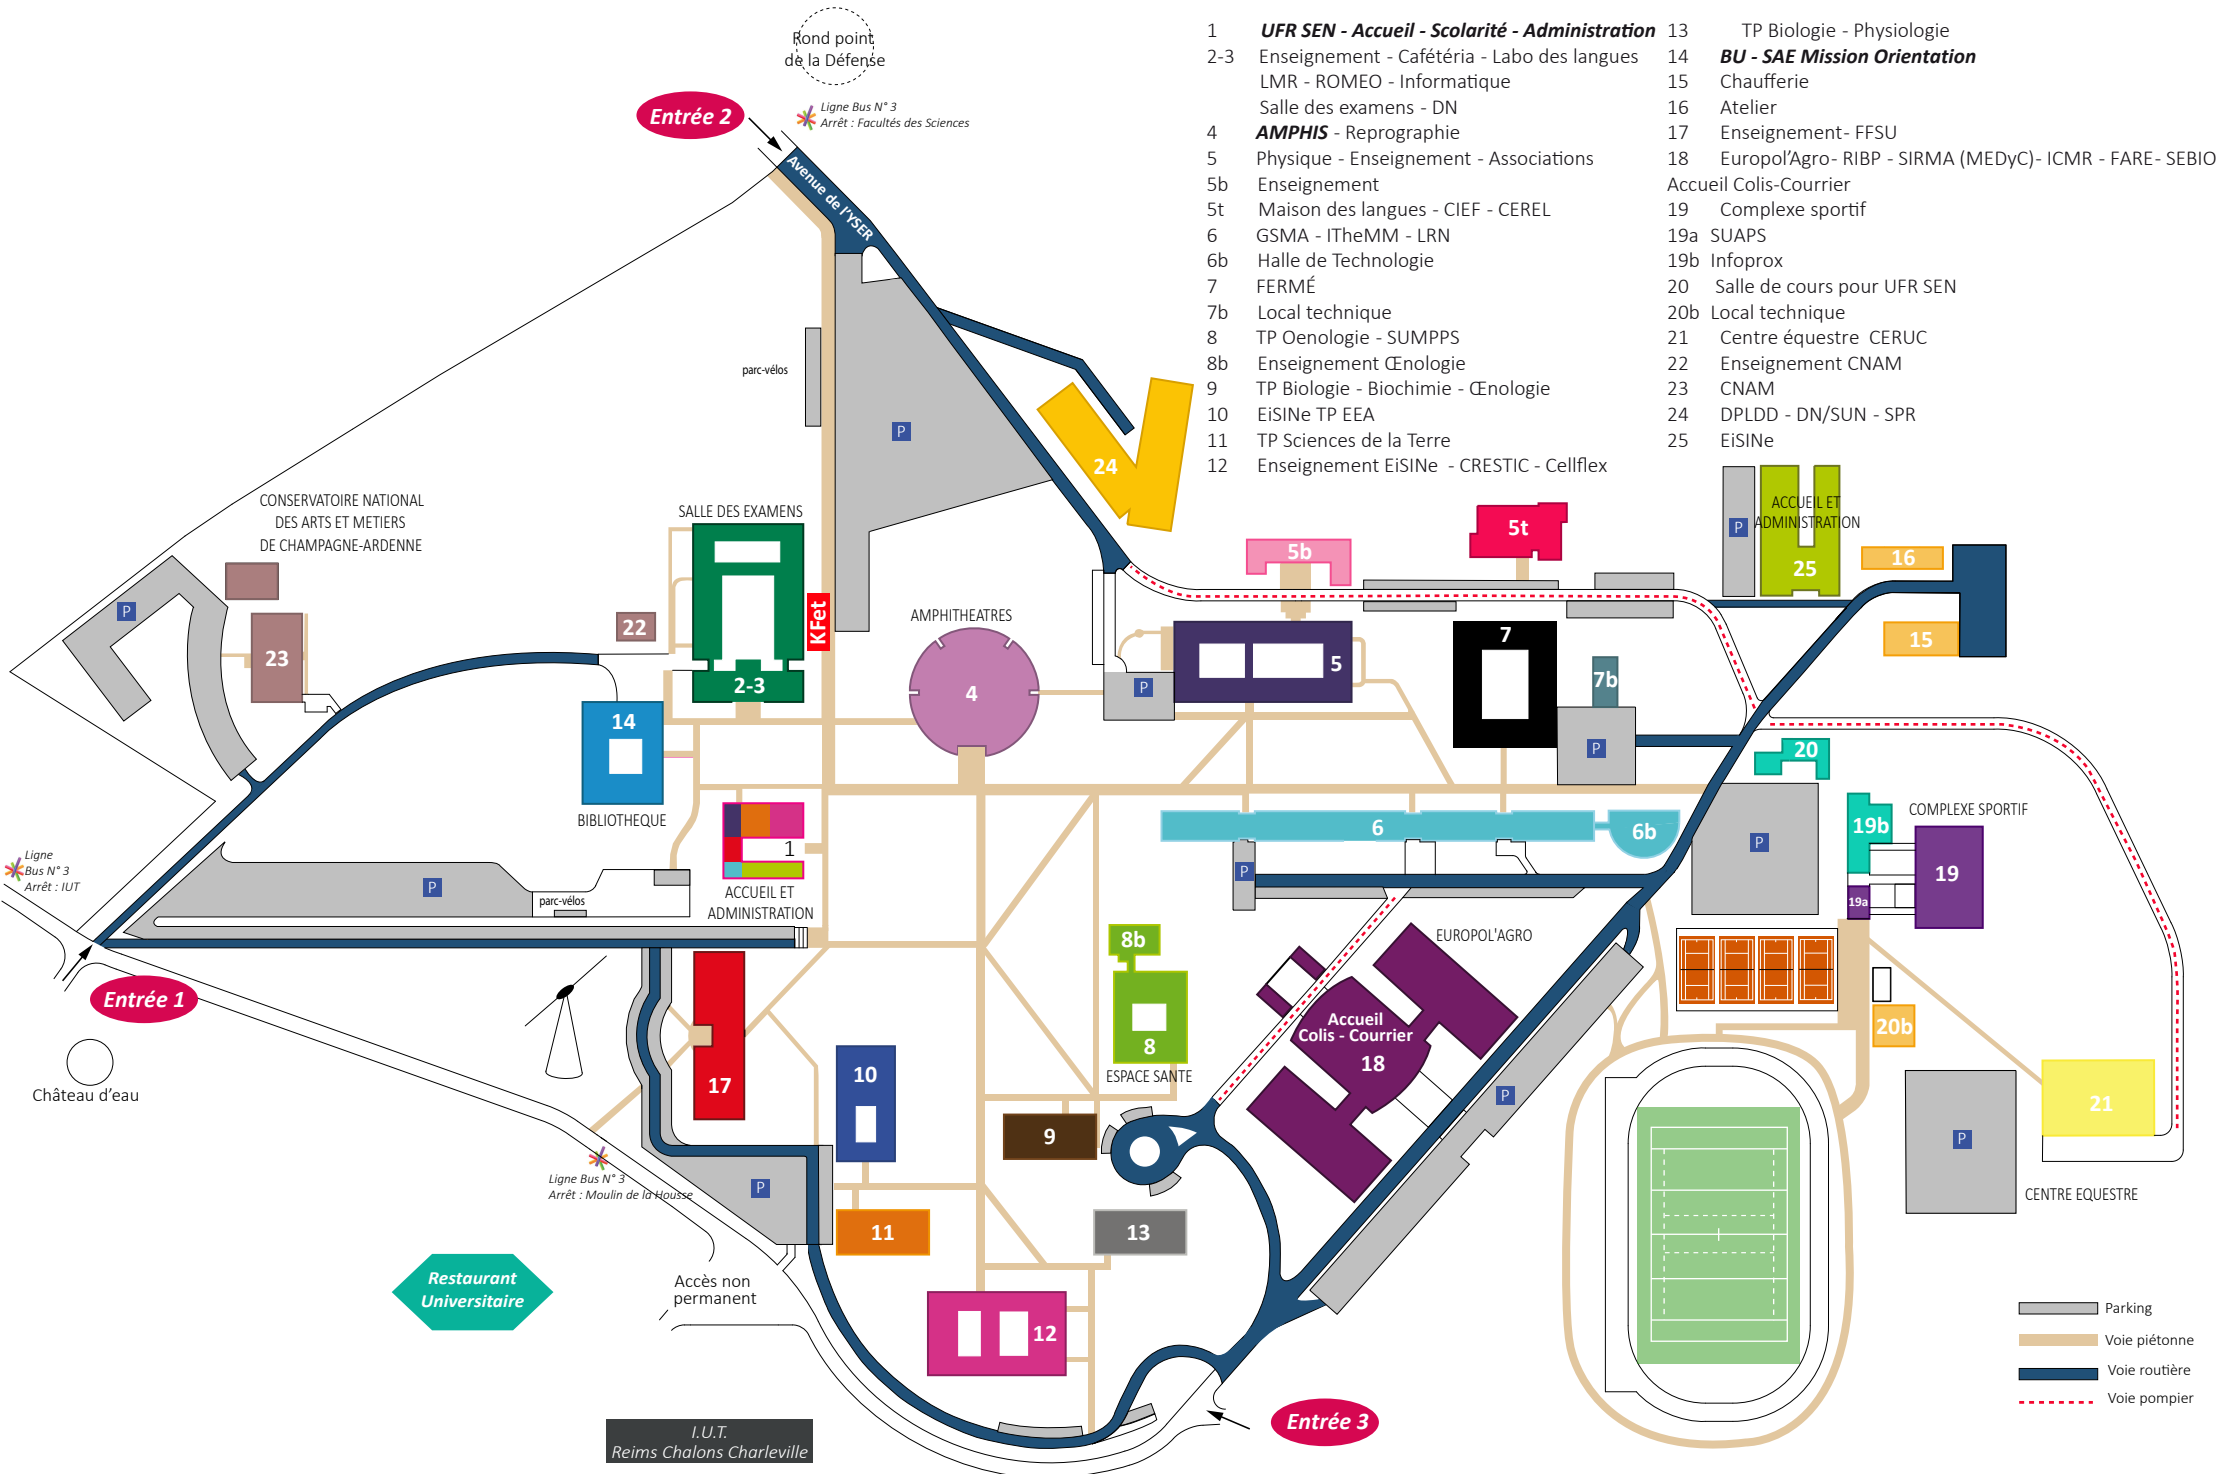 Rond point
de la Défense
Entrée 2
Ligne Bus N° 3
Arrêt : Facultés des Sciences
Avenue de l'YSER
1 UFR SEN - Accueil - Scolarité - Administration
2-3 Enseignement - Cafétéria - Labo des langues
LMR - ROMEO - Informatique
Salle des examens - DN
4 AMPHIS - Reprographie
5 Physique - Enseignement - Associations
5b Enseignement
5t Maison des langues - CIEF - CEREL
6 GSMA - ITheMM - LRN
6b Halle de Technologie
7 FERMÉ
7b Local technique
8 TP Oenologie - SUMPPS
8b Enseignement Œnologie
9 TP Biologie - Biochimie - Œnologie
10 EiSINe TP EEA
11 TP Sciences de la Terre
12 Enseignement EiSINe - CRESTIC - Cellflex
13 TP Biologie - Physiologie
14 BU - SAE Mission Orientation
15 Chaufferie
16 Atelier
17 Enseignement- FFSU
18 Europol'Agro- RIBP - SIRMA (MEDyC)- ICMR - FARE- SEBIO
Accueil Colis-Courrier
19 Complexe sportif
19a SUAPS
19b Infoprox
20 Salle de cours pour UFR SEN
20b Local technique
21 Centre équestre CERUC
22 Enseignement CNAM
23 CNAM
24 DPLDD - DN/SUN - SPR
25 EiSINe
parc-vélos
P
24
CONSERVATOIRE NATIONAL
DES ARTS ET METIERS
DE CHAMPAGNE-ARDENNE
SALLE DES EXAMENS
5t
P
ACCUEIL ET
ADMINISTRATION
25
16
5b
P
22
KFet
AMPHITHEATRES
7
15
23
2-3
4
5
P
7b
14
P
20
BIBLIOTHEQUE
1
6
6b
P
19b
COMPLEXE SPORTIF
19
19a
Ligne
Bus N° 3
Arrêt : IUT
P
parc-vélos
ACCUEIL ET
ADMINISTRATION
P
8b
EUROPOL'AGRO
Entrée 1
Accueil
Colis - Courrier
18
20b
8
ESPACE SANTE
17
10
Château d'eau
P
21
9
P
Ligne Bus N° 3
Arrêt : Moulin de la Housse
P
CENTRE EQUESTRE
11
13
Restaurant
Universitaire
Accès non
permanent
12
Parking
Voie piétonne
Voie routière
Voie pompier
Entrée 3
I.U.T.
Reims Chalons Charleville